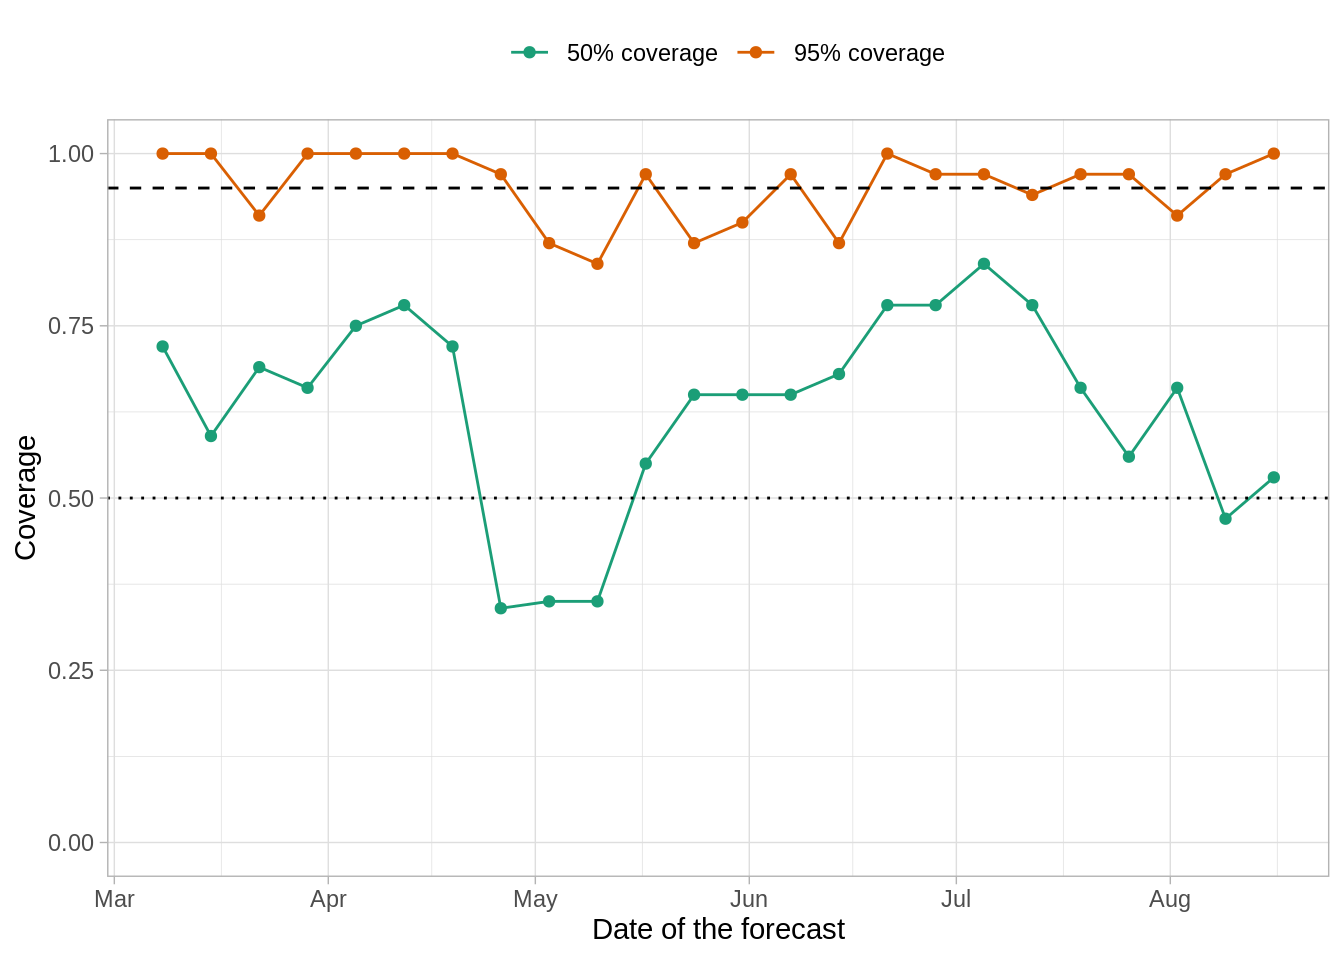 50% coverage 95% coverage
1.00
0.75
0.50
0.25
0.00
Coverage
Mar Apr May Jun Jul Aug
Date of the forecast